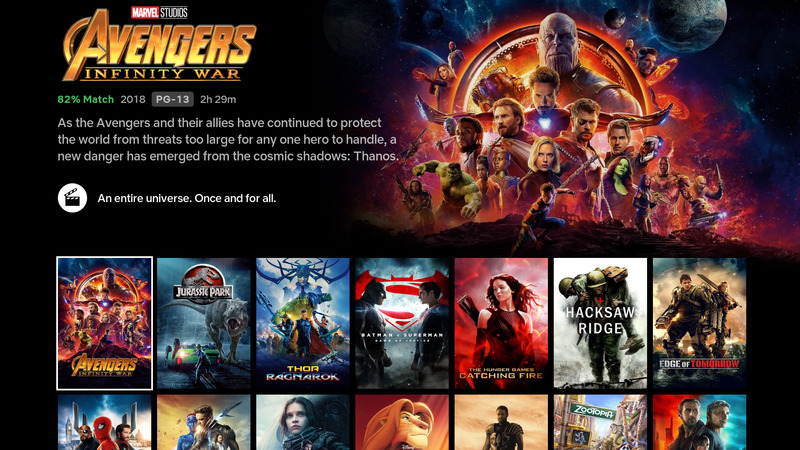 MARVEL STUDIOS
AVENGERS
INFINITY WAR
82% Match 2018 PG-13 2h 29m
As the Avengers and their allies have continued to protect
the world from threats too large for any one hero to handle, a
new danger has emerged from the cosmic shadows: Thanos.
An entire universe. Once and for all.
AVENGERS
INFINITY WAR
JURASSIC PARK
THOR
RAGNAROK
BATMAN V SUPERMAN
DAWN OF JUSTICE
THE HUNGER GAMES
CATCHING FIRE
HACKSAW
RIDGE
EDGE OF TOMORROW
DISNEY
ZOOTOPIA